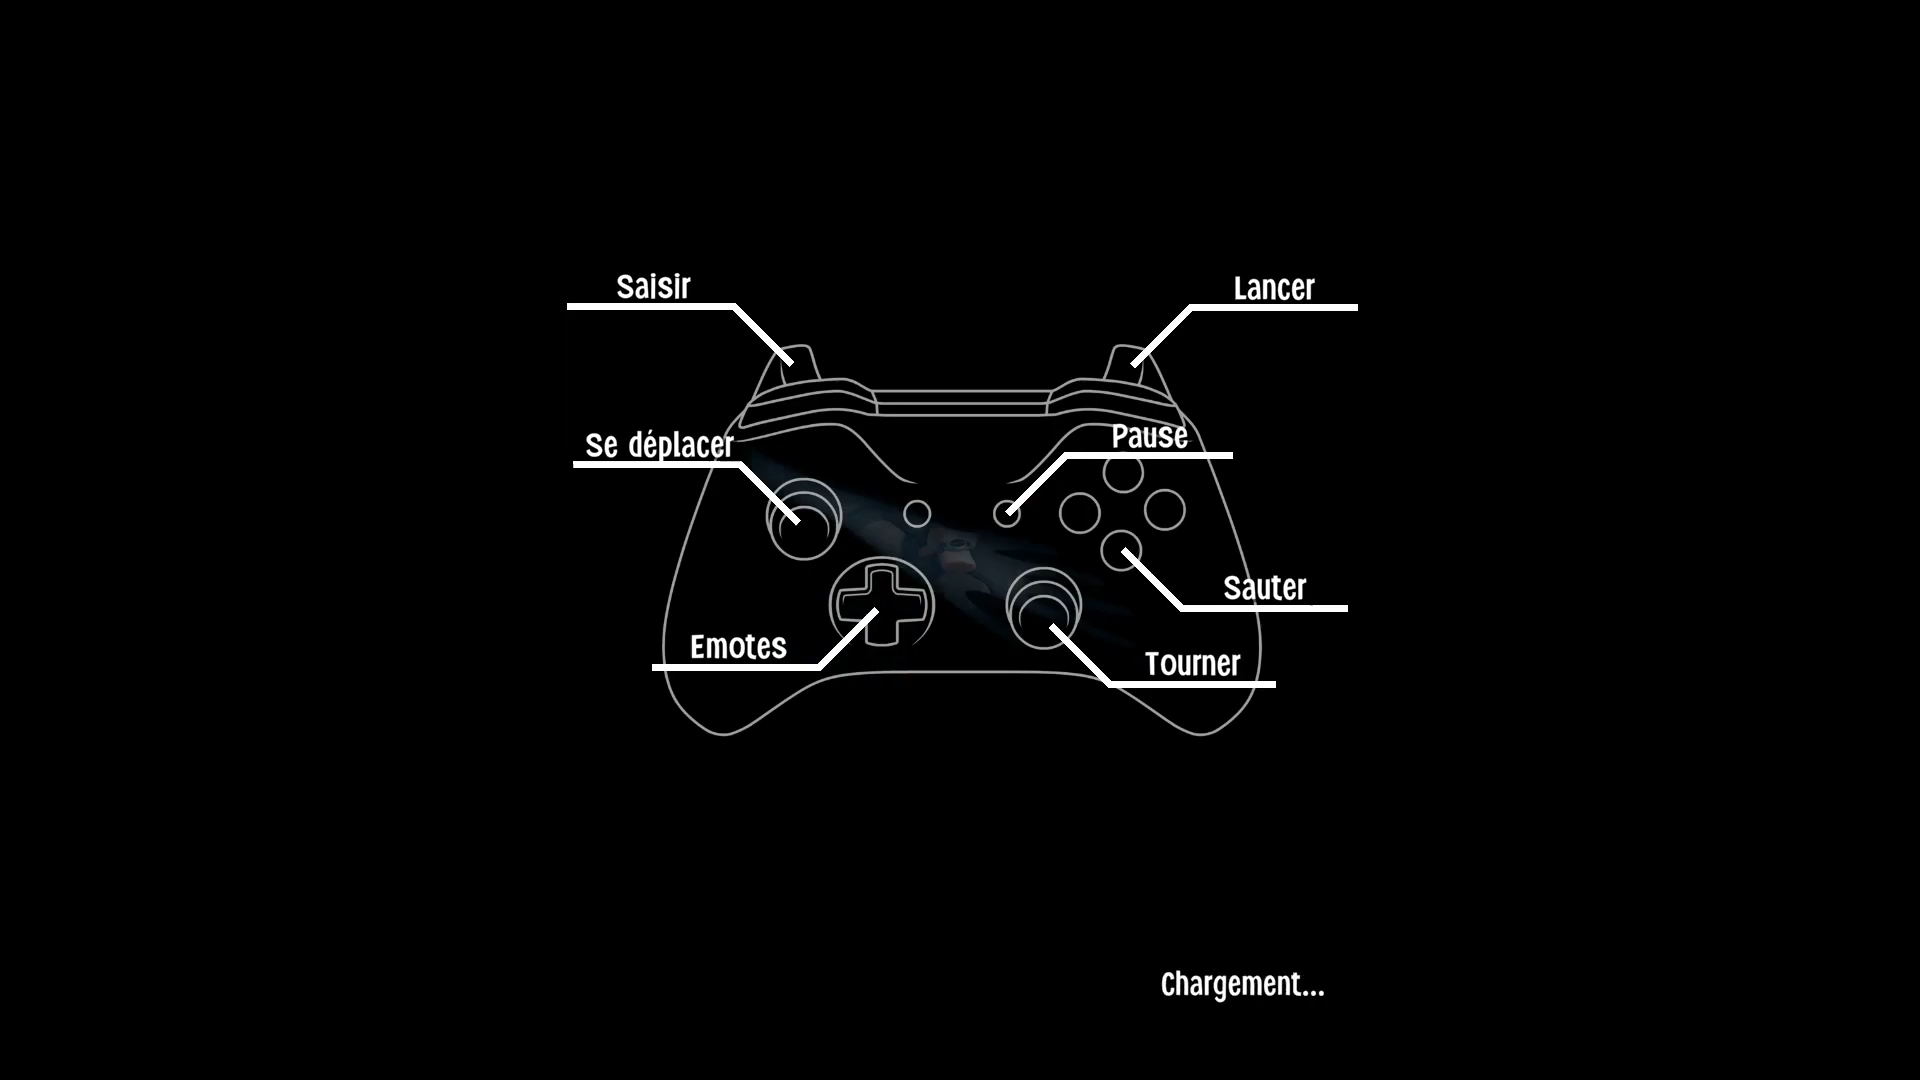 Saisir
Lancer
Se déplacer
Pause
Sauter
Emotes
Tourner
Chargement...